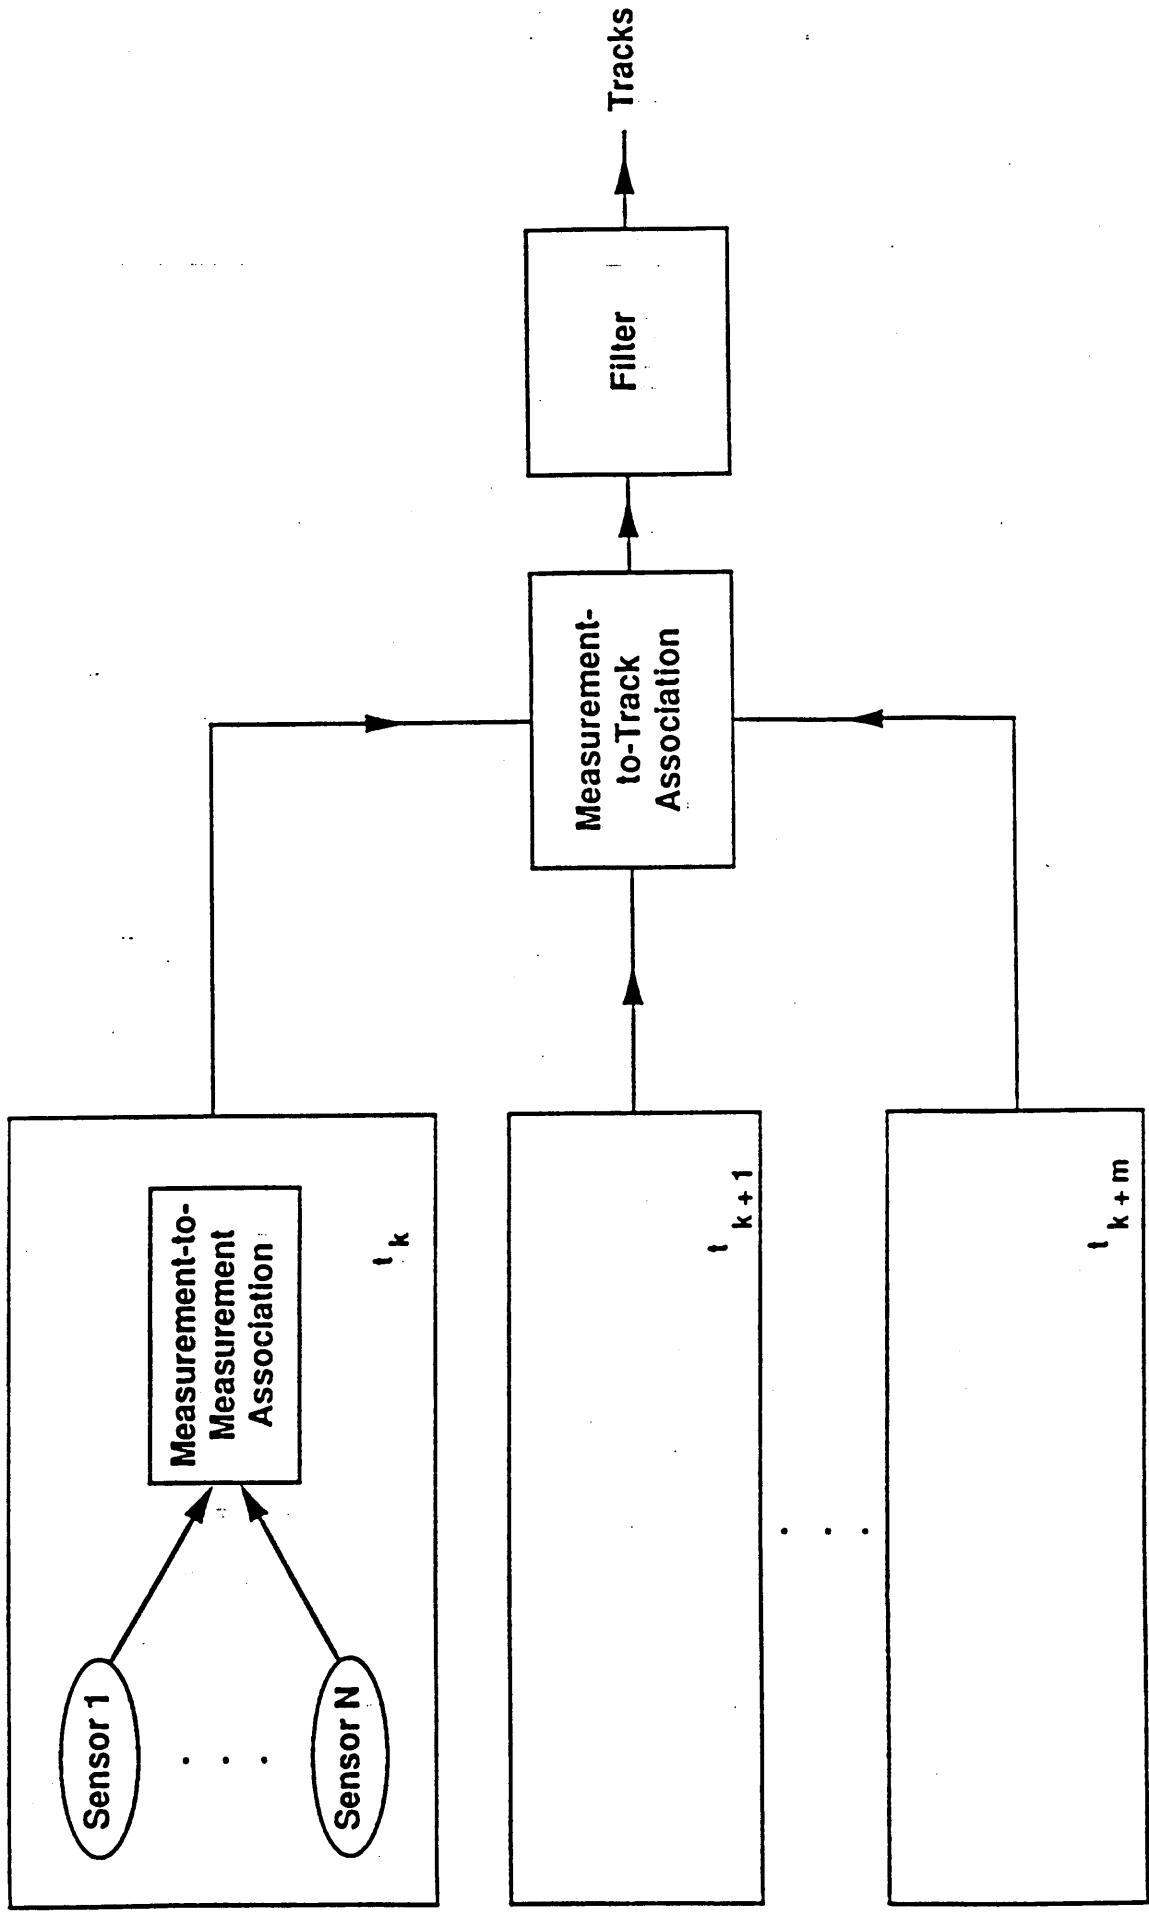 Sensor 1
. . .
Sensor N
Measurement-to-
Measurement
Association
t k
t k + 1
. . .
t k + m
Measurement-
to-Track
Association
Filter
Tracks